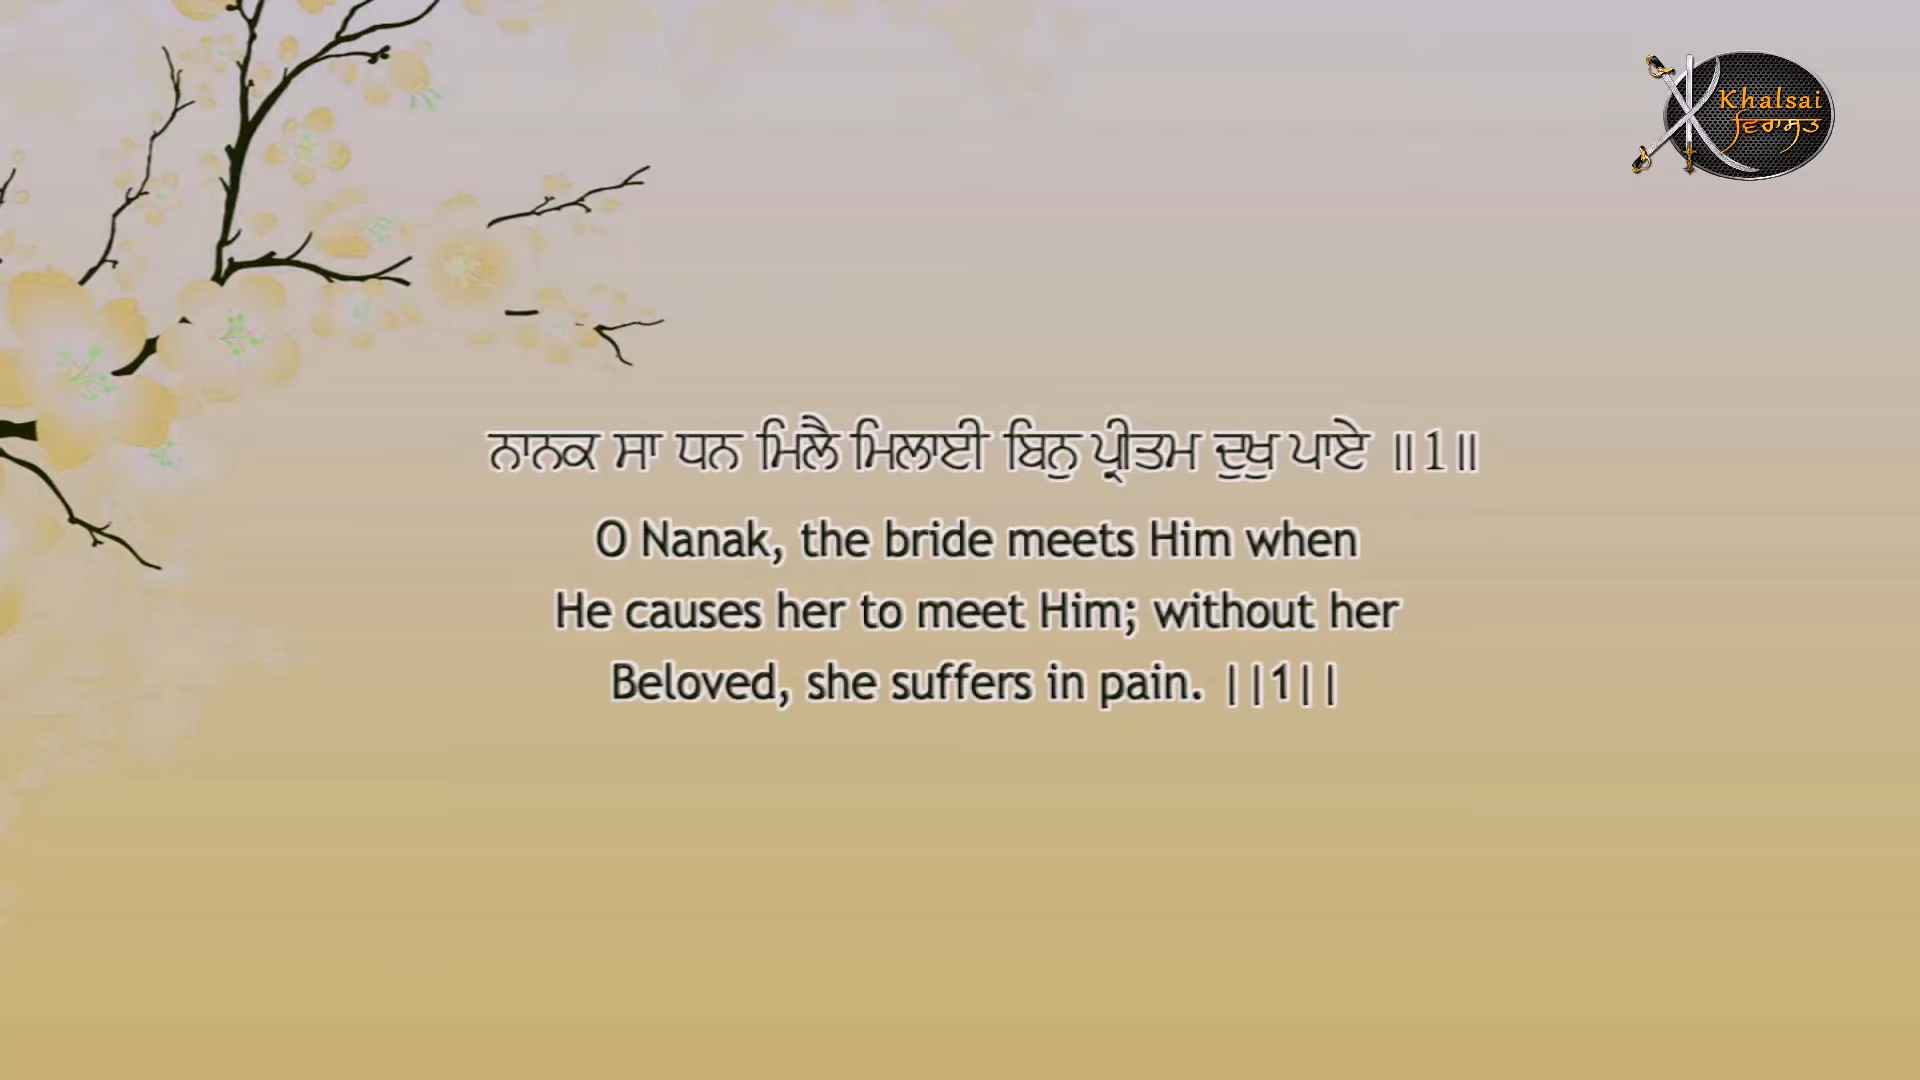 Khalsai
ਵਿਰਾਸਤ
ਨਾਨਕ ਸਾ ਧਨ ਮਿਲੈ ਮਿਲਾਈ ਬਿਨੁ ਪ੍ਰੀਤਮ ਦੁਖੁ ਪਾਏ ॥1॥
O Nanak, the bride meets Him when
He causes her to meet Him; without her
Beloved, she suffers in pain. ||1||